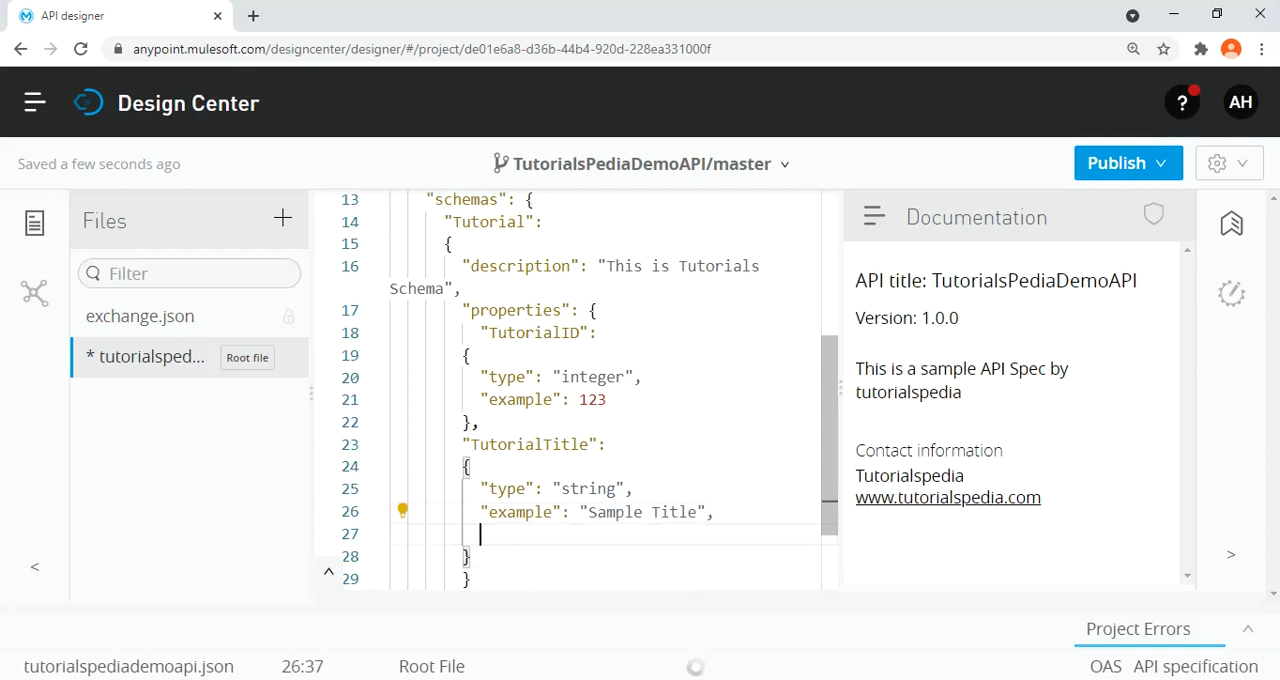 API designer
anypoint.mulesoft.com/designcenter/designer/#/project/de01e6a8-d36b-44b4-920d-228ea331000f
Design Center
?
AH
Saved a few seconds ago
TutorialsPediaDemoAPI/master
Publish
Files
Filter
exchange.json
* tutorialsped...
Root file
13 "schemas": {
14 "Tutorial":
15 {
16 "description": "This is Tutorials
Schema",
17 "properties": {
18 "TutorialID":
19 {
20 "type": "integer",
21 "example": 123
22 },
23 "TutorialTitle":
24 {
25 "type": "string",
26 "example": "Sample Title",
27
28 }
29 }
Documentation
API title: TutorialsPediaDemoAPI
Version: 1.0.0
This is a sample API Spec by
tutorialspedia
Contact information
Tutorialspedia
www.tutorialspedia.com
Project Errors
tutorialspediademoapi.json
26:37
Root File
OAS API specification